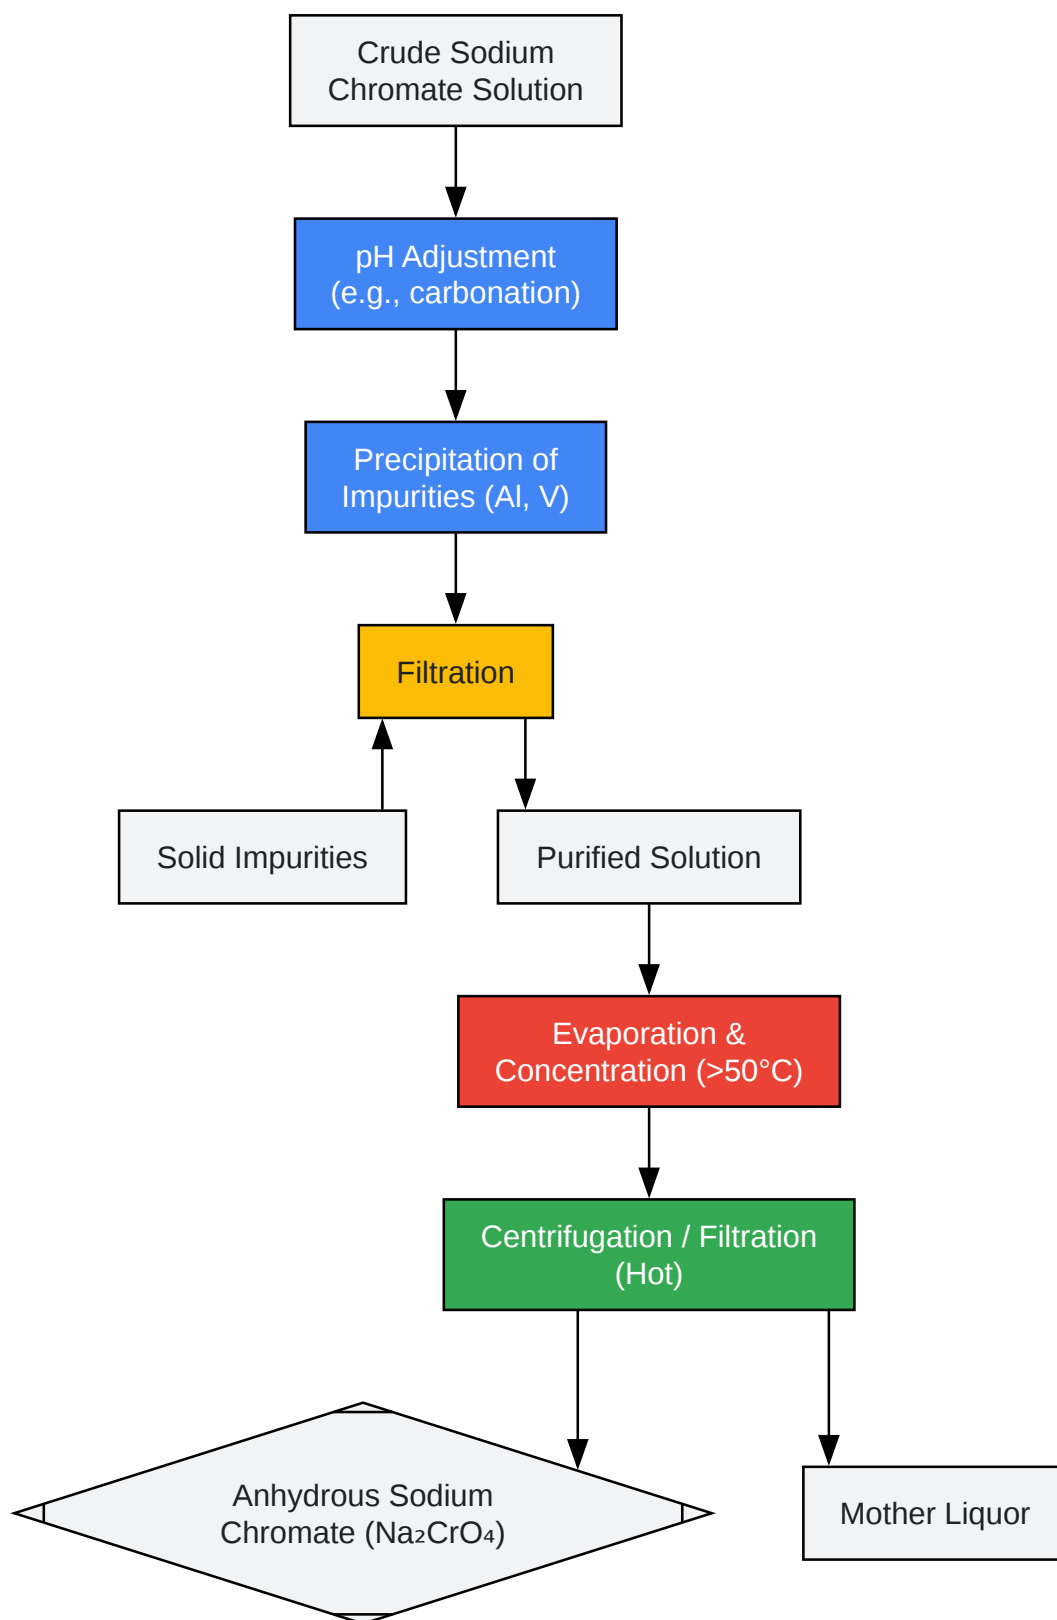 Crude Sodium
Chromate Solution
pH Adjustment
(e.g., carbonation)
Precipitation of
Impurities (Al, V)
Filtration
Solid Impurities
Purified Solution
Evaporation &
Concentration (>50°C)
Centrifugation / Filtration
(Hot)
Anhydrous Sodium
Chromate (Na₂CrO₄)
Mother Liquor